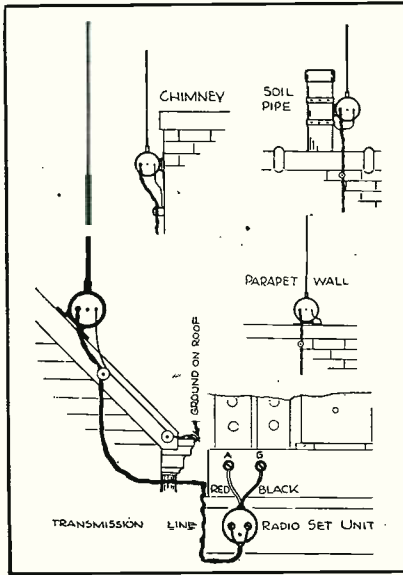 CHIMNEY
SOIL
PIPE
PARAPET WALL
GROUND ON ROOF
A G
RED BLACK
TRANSMISSION LINE
RADIO SET UNIT